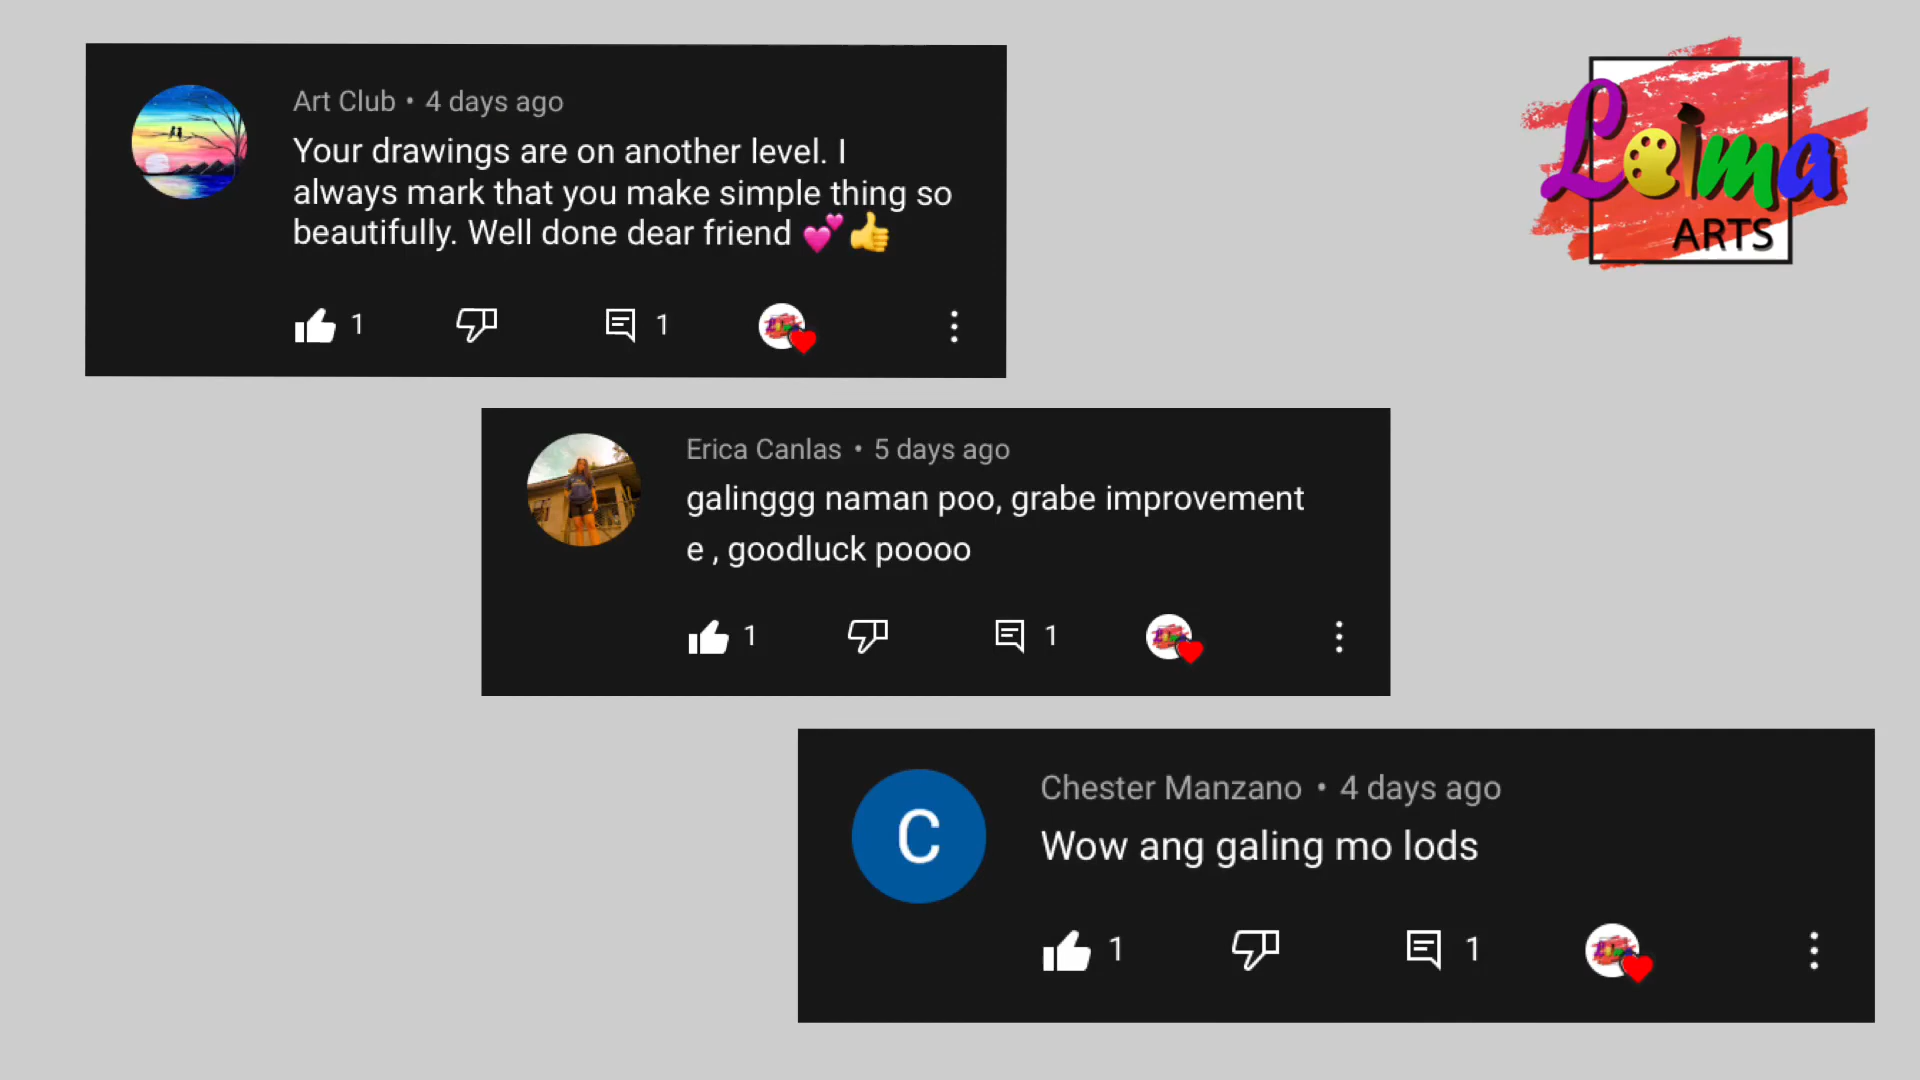 Art Club • 4 days ago
Your drawings are on another level. I
always mark that you make simple thing so
beautifully. Well done dear friend 💕👍
1
1
Loima
ARTS
Erica Canlas • 5 days ago
galinggg naman poo, grabe improvement
e , goodluck poooo
1
1
C
Chester Manzano • 4 days ago
Wow ang galing mo lods
1
1